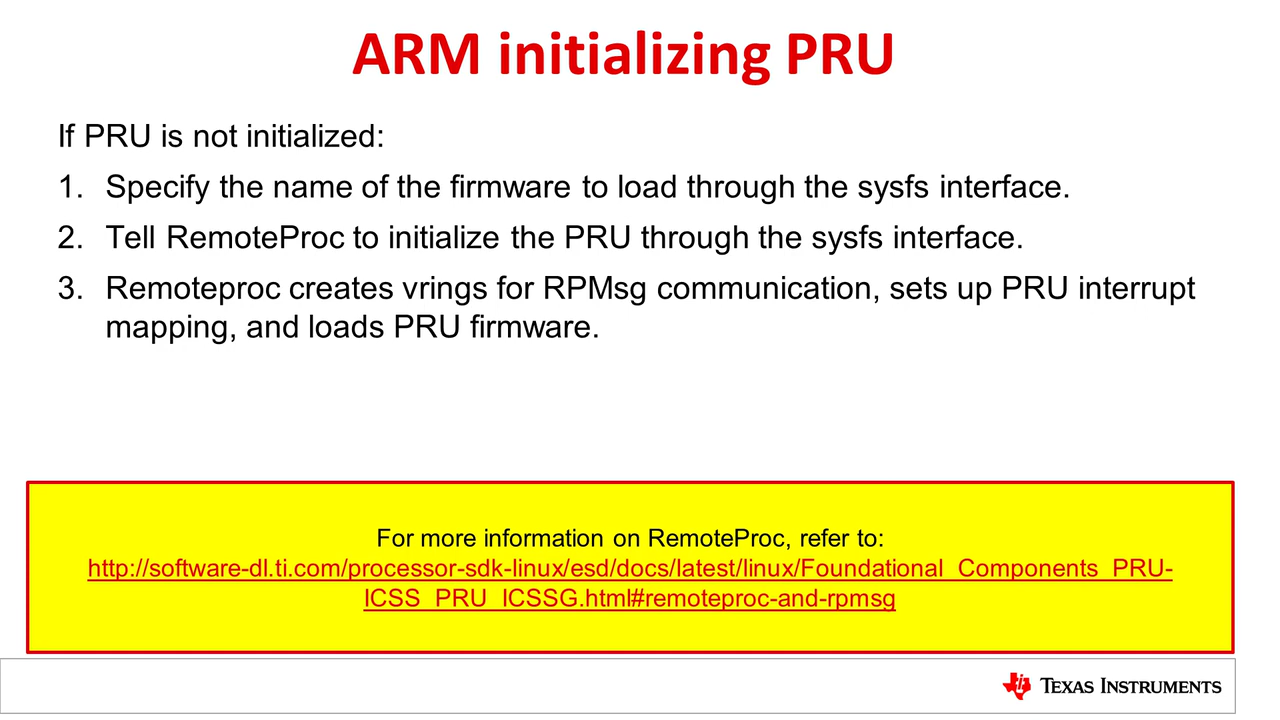 ARM initializing PRU
If PRU is not initialized:
1. Specify the name of the firmware to load through the sysfs interface.
2. Tell RemoteProc to initialize the PRU through the sysfs interface.
3. Remoteproc creates vrings for RPMsg communication, sets up PRU interrupt
mapping, and loads PRU firmware.
For more information on RemoteProc, refer to:
http://software-dl.ti.com/processor-sdk-linux/esd/docs/latest/linux/Foundational_Components_PRU-
ICSS_PRU_ICSSG.html#remoteproc-and-rpmsg
TEXAS INSTRUMENTS